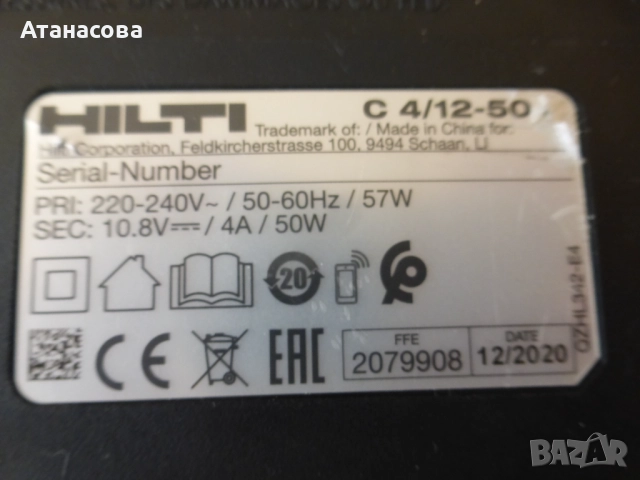 Атанасова
HILTI C 4/12-50
Trademark of: / Made in China for:
Hilti Corporation, Feldkircherstrasse 100, 9494 Schaan, LI
Serial-Number
PRI: 220-240V~ / 50-60Hz / 57W
SEC: 10.8V⎓ / 4A / 50W
20
CE EAC
FFE
2079908
DATE
12/2020
QZHL342-E4
BAZAR